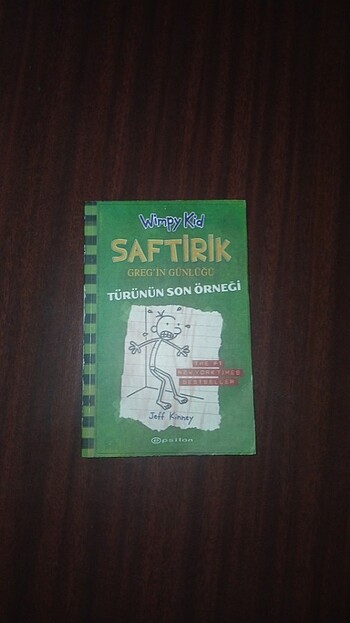 Wimpy Kid
SAFTİRİK
GREG'İN GÜNLÜĞÜ
TÜRÜNÜN SON ÖRNEĞİ
THE #1
NEW YORK TIMES
BESTSELLER
Jeff Kinney
epsilon